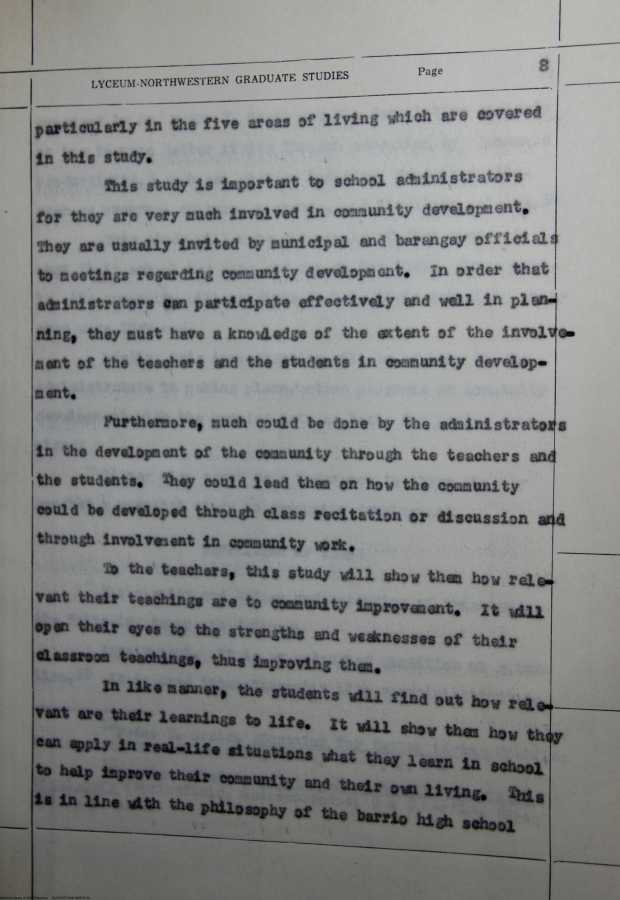 LYCEUM-NORTHWESTERN GRADUATE STUDIES Page 8
particularly in the five areas of living which are covered
in this study.
This study is important to school administrators
for they are very much involved in community development.
They are usually invited by municipal and barangay officials
to meetings regarding community development. In order that
administrators can participate effectively and well in plan-
ning, they must have a knowledge of the extent of the involve-
ment of the teachers and the students in community develop-
ment.
Furthermore, much could be done by the administrators
in the development of the community through the teachers and
the students. They could lead them on how the community
could be developed through class recitation or discussion and
through involvement in community work.
To the teachers, this study will show them how rele-
vant their teachings are to community improvement. It will
open their eyes to the strengths and weaknesses of their
classroom teachings, thus improving them.
In like manner, the students will find out how rele-
vant are their learnings to life. It will show them how they
can apply in real-life situations what they learn in school
to help improve their community and their own living. This
is in line with the philosophy of the barrio high school